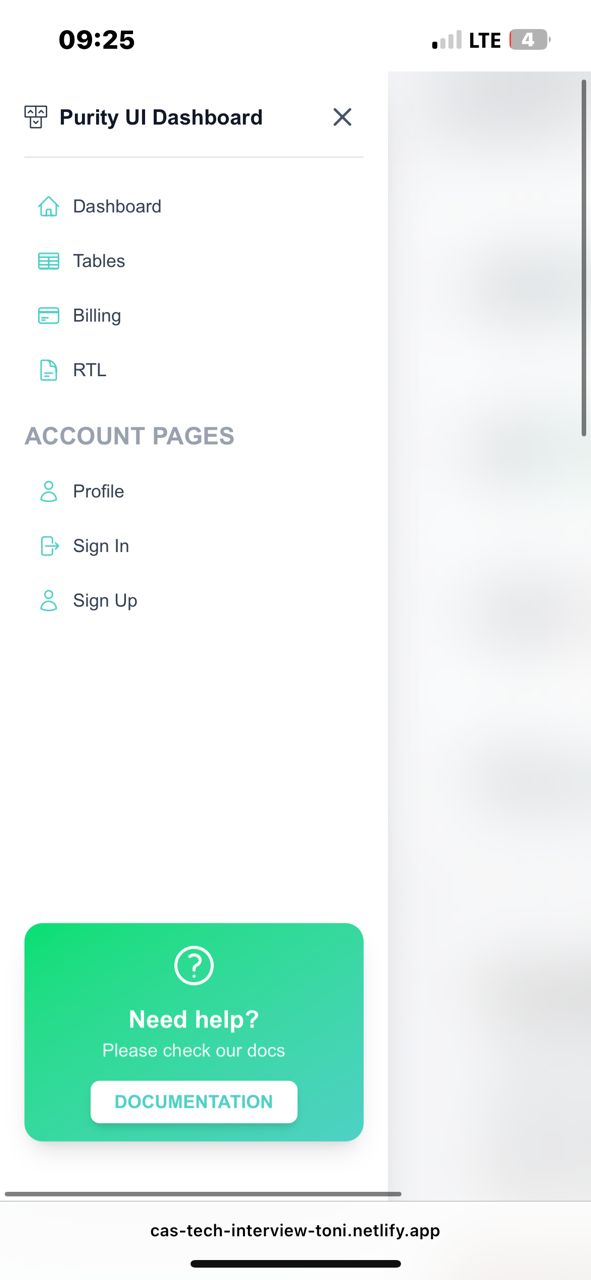 09:25
LTE
4
Purity UI Dashboard
Dashboard
Tables
Billing
RTL
ACCOUNT PAGES
Profile
Sign In
Sign Up
?
Need help?
Please check our docs
DOCUMENTATION
cas-tech-interview-toni.netlify.app